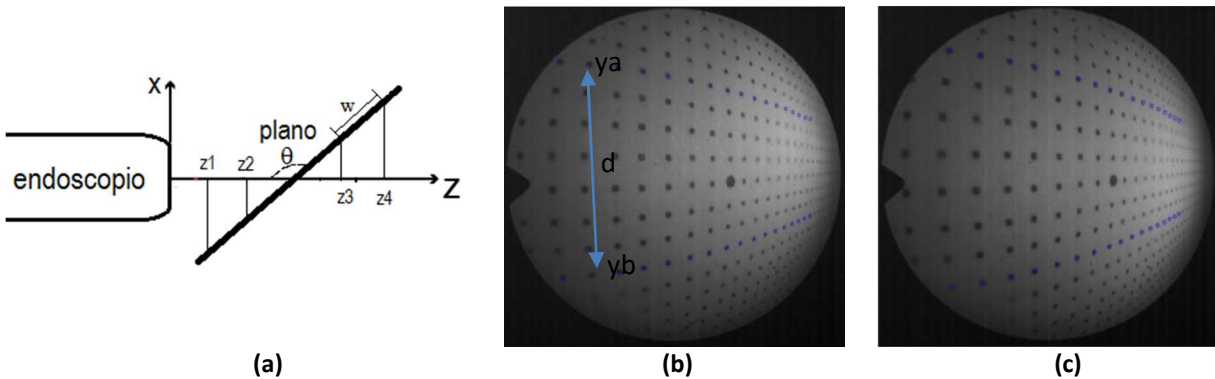 X
plano
w
θ
endoscopio
z1
z2
z3
z4
Z
ya
d
yb
(a)
(b)
(c)